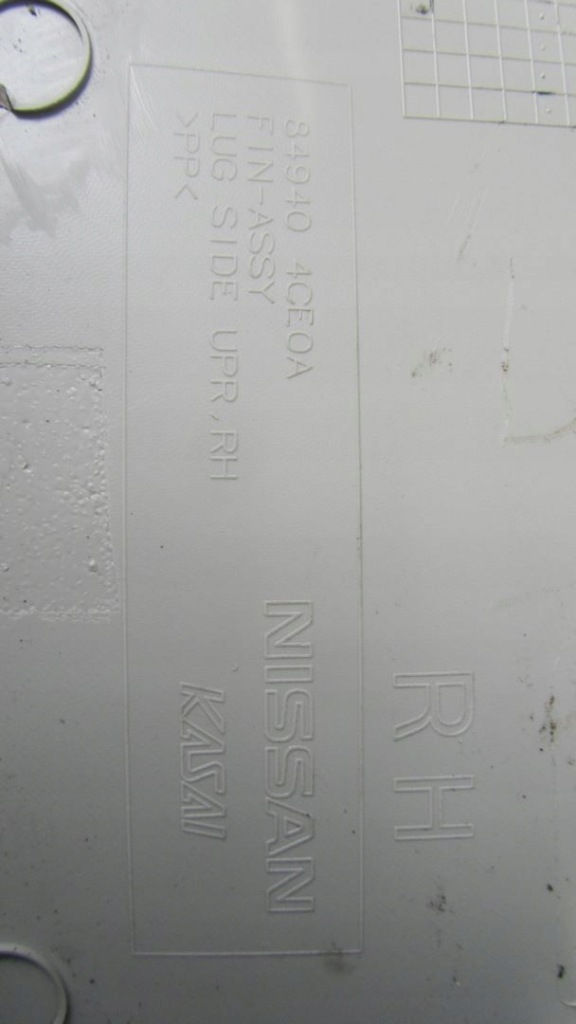 84940 4CE0A
FIN-ASSY
LUG SIDE UPR,RH
>PP<
NISSAN
KASAI
RH